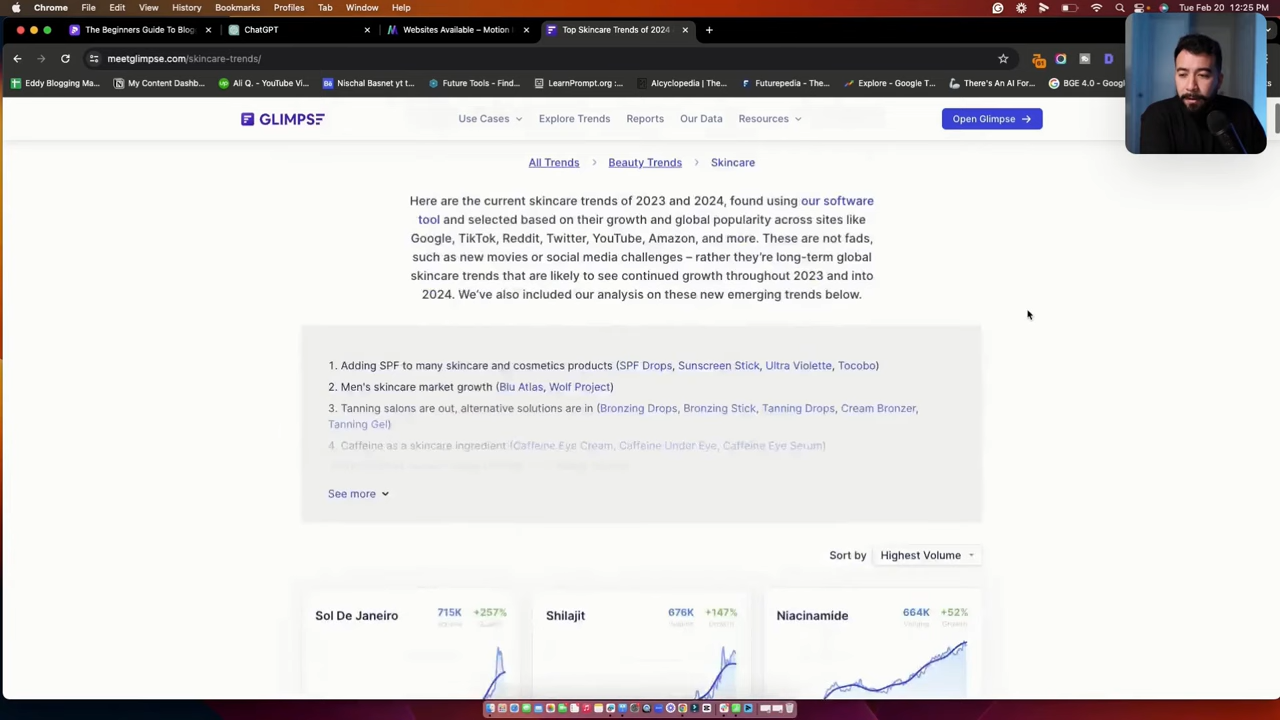 Chrome File Edit View History Bookmarks Profiles Tab Window Help Tue Feb 20 12:25 PM
The Beginners Guide To Blog ChatGPT Websites Available – Motion Top Skincare Trends of 2024
meetglimpse.com/skincare-trends/
Eddy Blogging Ma... My Content Dashb... Ali Q. - YouTube Vi... Nischal Basnet yt t... Future Tools - Find... LearnPrompt.org :... AIcyclopedia | The... Futurepedia - The... Explore - Google T... There's An AI For... BGE 4.0 - Goog
GLIMPSE Use Cases Explore Trends Reports Our Data Resources Open Glimpse →
All Trends > Beauty Trends > Skincare
Here are the current skincare trends of 2023 and 2024, found using our software
tool and selected based on their growth and global popularity across sites like
Google, TikTok, Reddit, Twitter, YouTube, Amazon, and more. These are not fads,
such as new movies or social media challenges – rather they're long-term global
skincare trends that are likely to see continued growth throughout 2023 and into
2024. We've also included our analysis on these new emerging trends below.
1. Adding SPF to many skincare and cosmetics products (SPF Drops, Sunscreen Stick, Ultra Violette, Tocobo)
2. Men's skincare market growth (Blu Atlas, Wolf Project)
3. Tanning salons are out, alternative solutions are in (Bronzing Drops, Bronzing Stick, Tanning Drops, Cream Bronzer,
Tanning Gel)
4. Caffeine as a skincare ingredient (Caffeine Eye Cream, Caffeine Under Eye, Caffeine Eye Serum)
See more
Sort by Highest Volume
Sol De Janeiro 715K +257% Shilajit 676K +147% Niacinamide 664K +52%